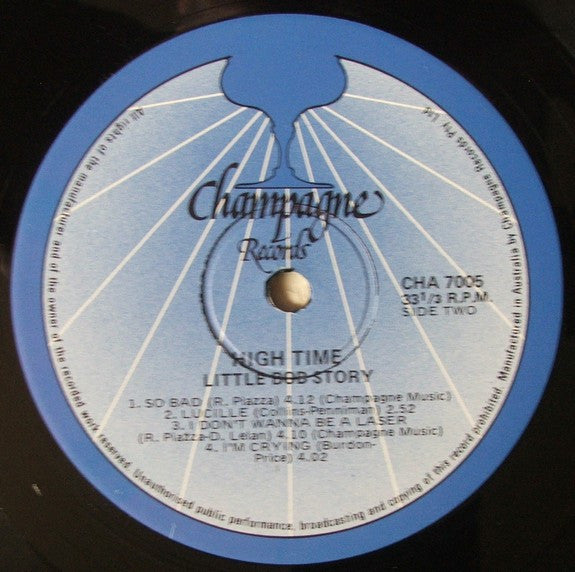 Champagne
Records
CHA 7005
33 1/3 R.P.M.
SIDE TWO
HIGH TIME
LITTLE BOB STORY
1. SO BAD (R. Piazza) 4.12 (Champagne Music)
2. LUCILLE (Collins-Penniman) 2.52
3. I DON'T WANNA BE A LASER
(R. Piazza-D. Lelan) 4.10 (Champagne Music)
4. I'M CRYING (Burdon-
Price) 4.02
All rights of the manufacturer and of the owner of the recorded work reserved. Unauthorised public performance, broadcasting and copying of this record prohibited. Manufactured in Australia by Champagne Records Pty. Ltd.